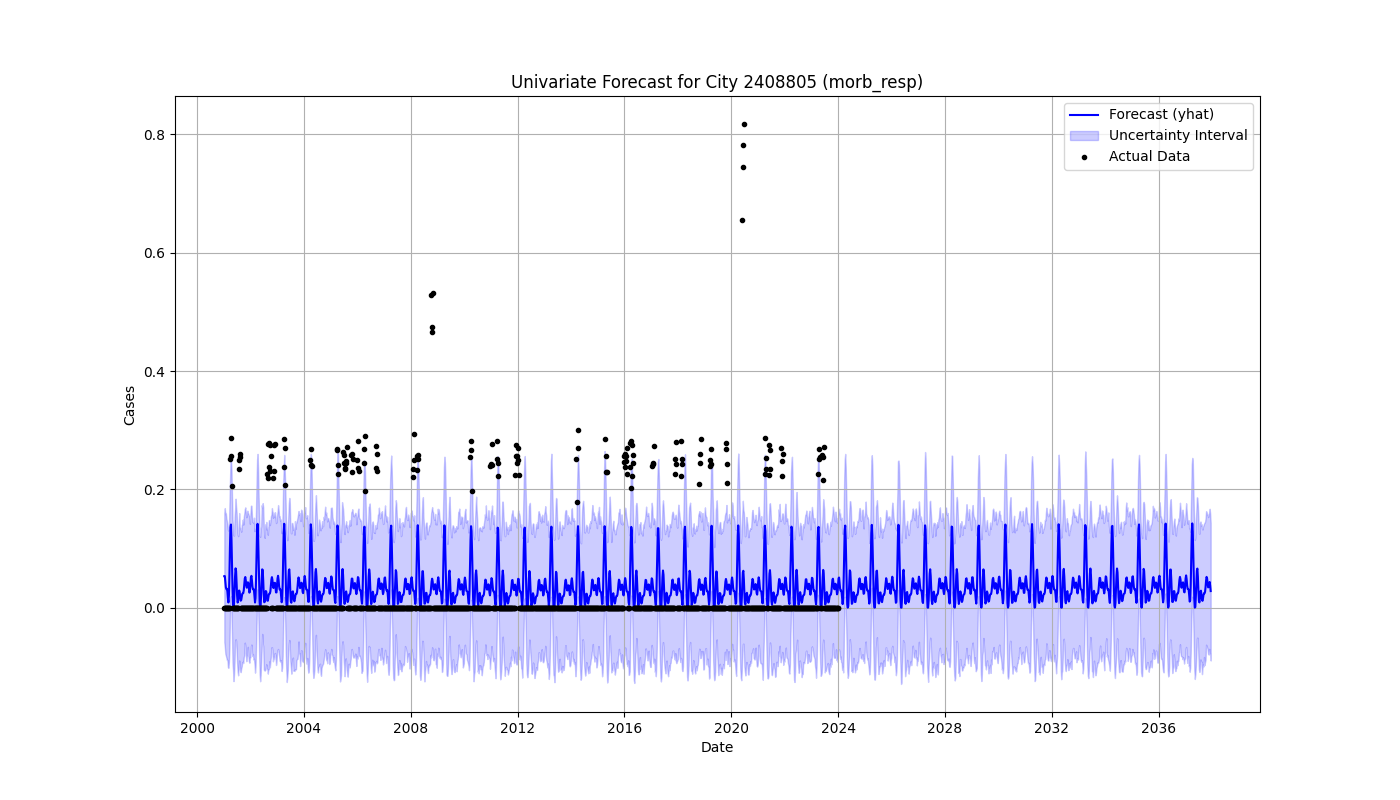 Univariate Forecast for City 2408805 (morb_resp)
Forecast (yhat)
Uncertainty Interval
Actual Data
Cases
0.8
0.6
0.4
0.2
0.0
2000 2004 2008 2012 2016 2020 2024 2028 2032 2036
Date